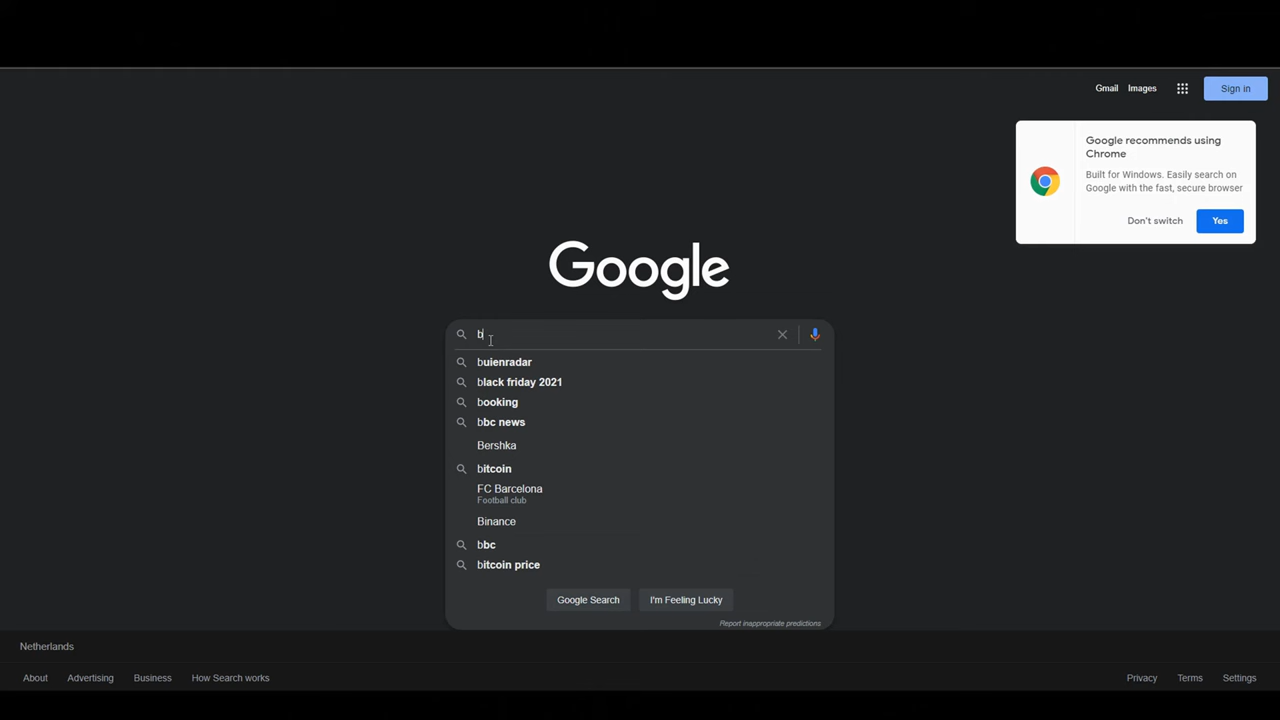 Gmail Images Sign in
Google recommends using
Chrome
Built for Windows. Easily search on
Google with the fast, secure browser
Don't switch Yes
Google
b
buienradar
black friday 2021
booking
bbc news
Bershka
bitcoin
FC Barcelona
Football club
Binance
bbc
bitcoin price
Google Search I'm Feeling Lucky
Report inappropriate predictions
Netherlands
About Advertising Business How Search works Privacy Terms Settings